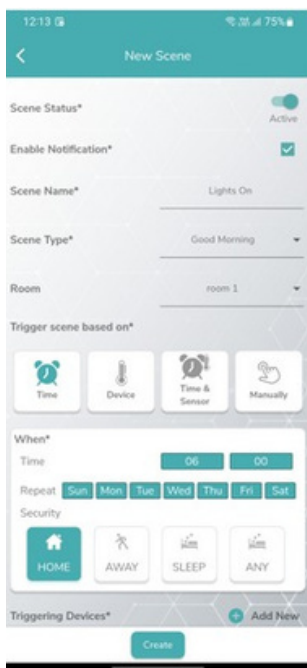 12:13
75%
New Scene
Scene Status*
Active
Enable Notification*
Scene Name* Lights On
Scene Type* Good Morning
Room room 1
Trigger scene based on*
Time Device Time & Sensor Manually
When*
Time 06 00
Repeat Sun Mon Tue Wed Thu Fri Sat
Security
HOME AWAY SLEEP ANY
Triggering Devices* Add New
Create